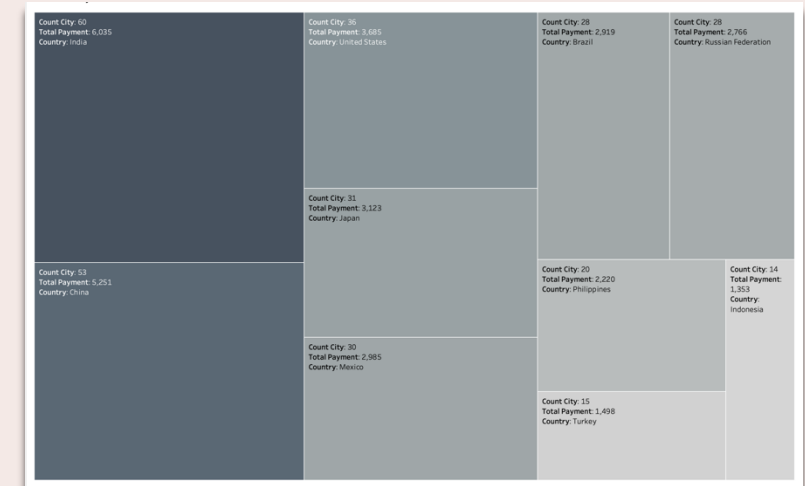 Count City: 60
Total Payment: 6,035
Country: India
Count City: 53
Total Payment: 5,251
Country: China
Count City: 36
Total Payment: 3,685
Country: United States
Count City: 31
Total Payment: 3,123
Country: Japan
Count City: 30
Total Payment: 2,985
Country: Mexico
Count City: 28
Total Payment: 2,919
Country: Brazil
Count City: 28
Total Payment: 2,766
Country: Russian Federation
Count City: 20
Total Payment: 2,220
Country: Philippines
Count City: 15
Total Payment: 1,498
Country: Turkey
Count City: 14
Total Payment:
1,353
Country:
Indonesia